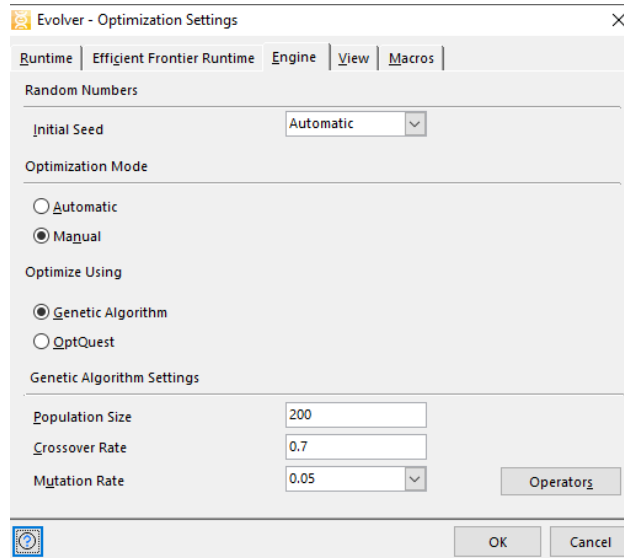 Evolver - Optimization Settings
Runtime Efficient Frontier Runtime Engine View Macros
Random Numbers
Initial Seed Automatic
Optimization Mode
Automatic
Manual
Optimize Using
Genetic Algorithm
OptQuest
Genetic Algorithm Settings
Population Size 200
Crossover Rate 0.7
Mutation Rate 0.05 Operators
? OK Cancel